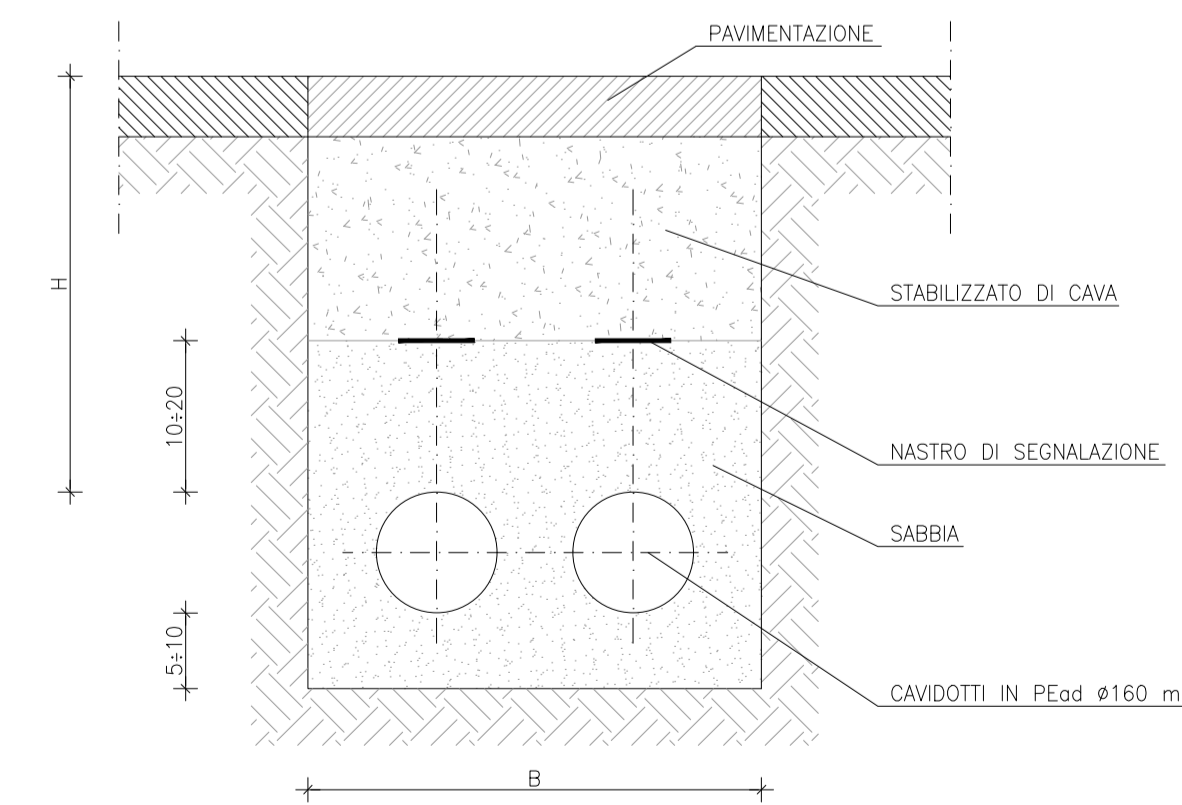 PAVIMENTAZIONE
H
STABILIZZATO DI CAVA
10÷20
NASTRO DI SEGNALAZIONE
SABBIA
5÷10
CAVIDOTTI IN PEad Ø160 m
B